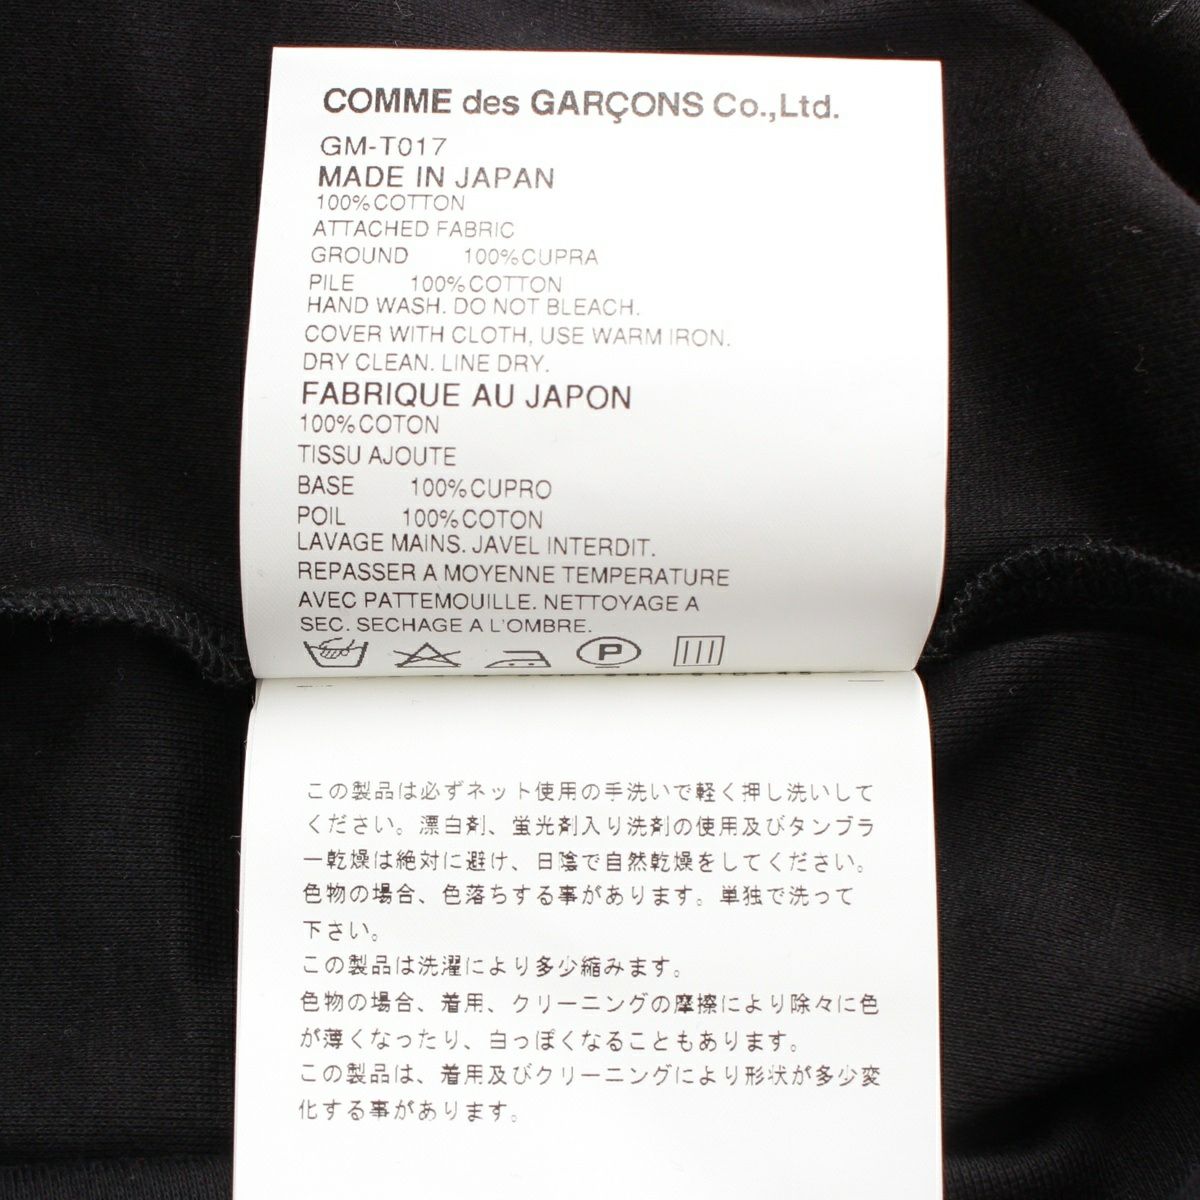 COMME des GARÇONS Co.,Ltd.
GM-T017
MADE IN JAPAN
100%COTTON
ATTACHED FABRIC
GROUND 100%CUPRA
PILE 100%COTTON
HAND WASH. DO NOT BLEACH.
COVER WITH CLOTH, USE WARM IRON.
DRY CLEAN. LINE DRY.
FABRIQUE AU JAPON
100%COTON
TISSU AJOUTE
BASE 100%CUPRO
POIL 100%COTON
LAVAGE MAINS. JAVEL INTERDIT.
REPASSER A MOYENNE TEMPERATURE
AVEC PATTEMOUILLE. NETTOYAGE A
SEC. SECHAGE A L'OMBRE.
P
この製品は必ずネット使用の手洗いで軽く押し洗いして
ください。漂白剤、蛍光剤入り洗剤の使用及びタンブラ
ー乾燥は絶対に避け、日陰で自然乾燥をしてください。
色物の場合、色落ちする事があります。単独で洗って
下さい。
この製品は洗濯により多少縮みます。
色物の場合、着用、クリーニングの摩擦により除々に色
が薄くなったり、白っぽくなることもあります。
この製品は、着用及びクリーニングにより形状が多少変
化する事があります。